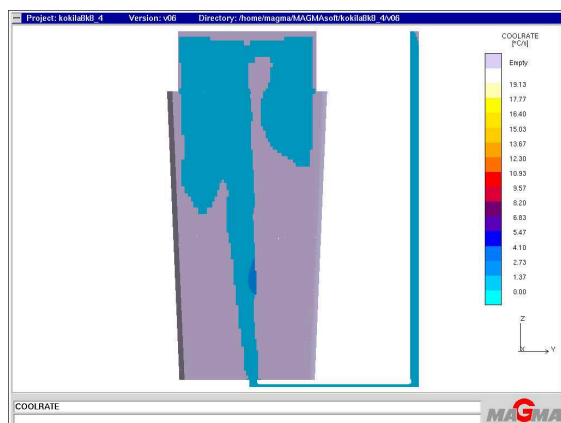 Project: kokila8k8_4 Version: v06 Directory: /home/magma/MAGMAsoft/kokila8k8_4/v06
COOLRATE
[°C/s]
Empty
19.13
17.77
16.40
15.03
13.67
12.30
10.93
9.57
8.20
6.83
5.47
4.10
2.73
1.37
0.00
Z
X Y
COOLRATE
MAGMA